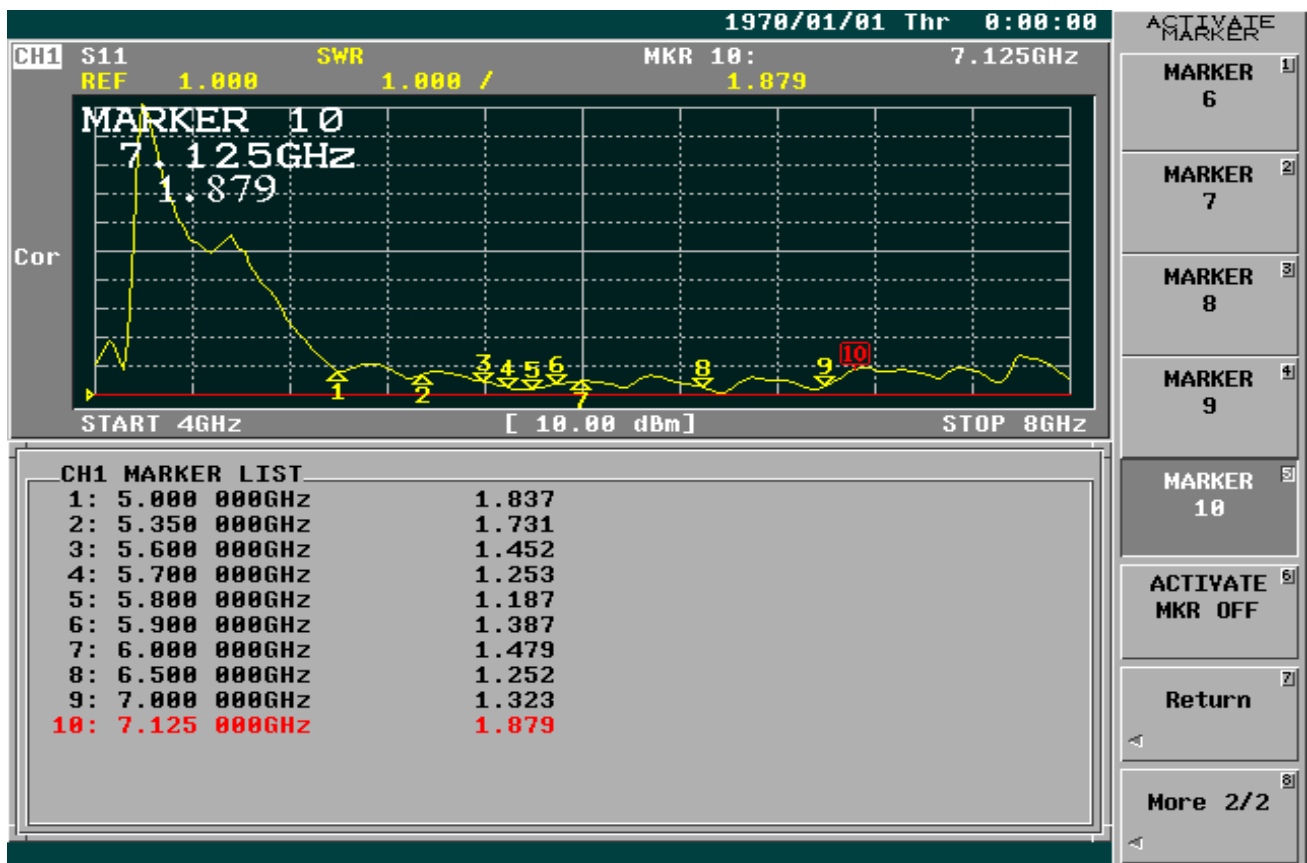 1970/01/01 Thr 0:00:00
CH1 S11 SWR MKR 10: 7.125GHz
REF 1.000 1.000 / 1.879
MARKER 10
7.125GHz
1.879
Cor
10
3 4 5 6 8 9
1 2 7
START 4GHz [ 10.00 dBm] STOP 8GHz
CH1 MARKER LIST
1: 5.000 000GHz 1.837
2: 5.350 000GHz 1.731
3: 5.600 000GHz 1.452
4: 5.700 000GHz 1.253
5: 5.800 000GHz 1.187
6: 5.900 000GHz 1.387
7: 6.000 000GHz 1.479
8: 6.500 000GHz 1.252
9: 7.000 000GHz 1.323
10: 7.125 000GHz 1.879
ACTIVATE
MARKER
MARKER 1
6
MARKER 2
7
MARKER 3
8
MARKER 4
9
MARKER 5
10
ACTIVATE 6
MKR OFF
7
Return
8
More 2/2